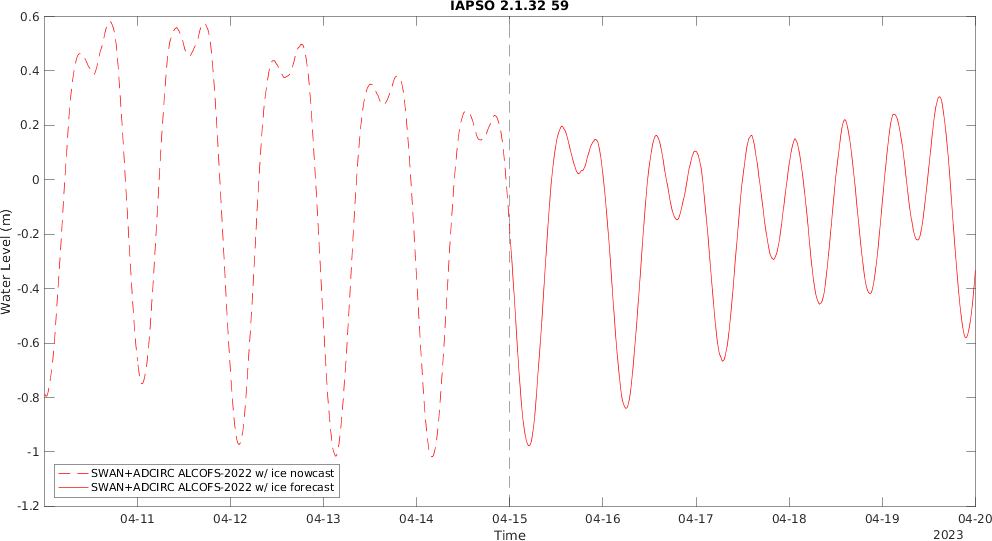 IAPSO 2.1.32 59
0.6
0.4
0.2
0
-0.2
-0.4
-0.6
-0.8
-1
-1.2
Water Level (m)
SWAN+ADCIRC ALCOFS-2022 w/ ice nowcast
SWAN+ADCIRC ALCOFS-2022 w/ ice forecast
04-11 04-12 04-13 04-14 04-15 04-16 04-17 04-18 04-19 04-20
Time
2023